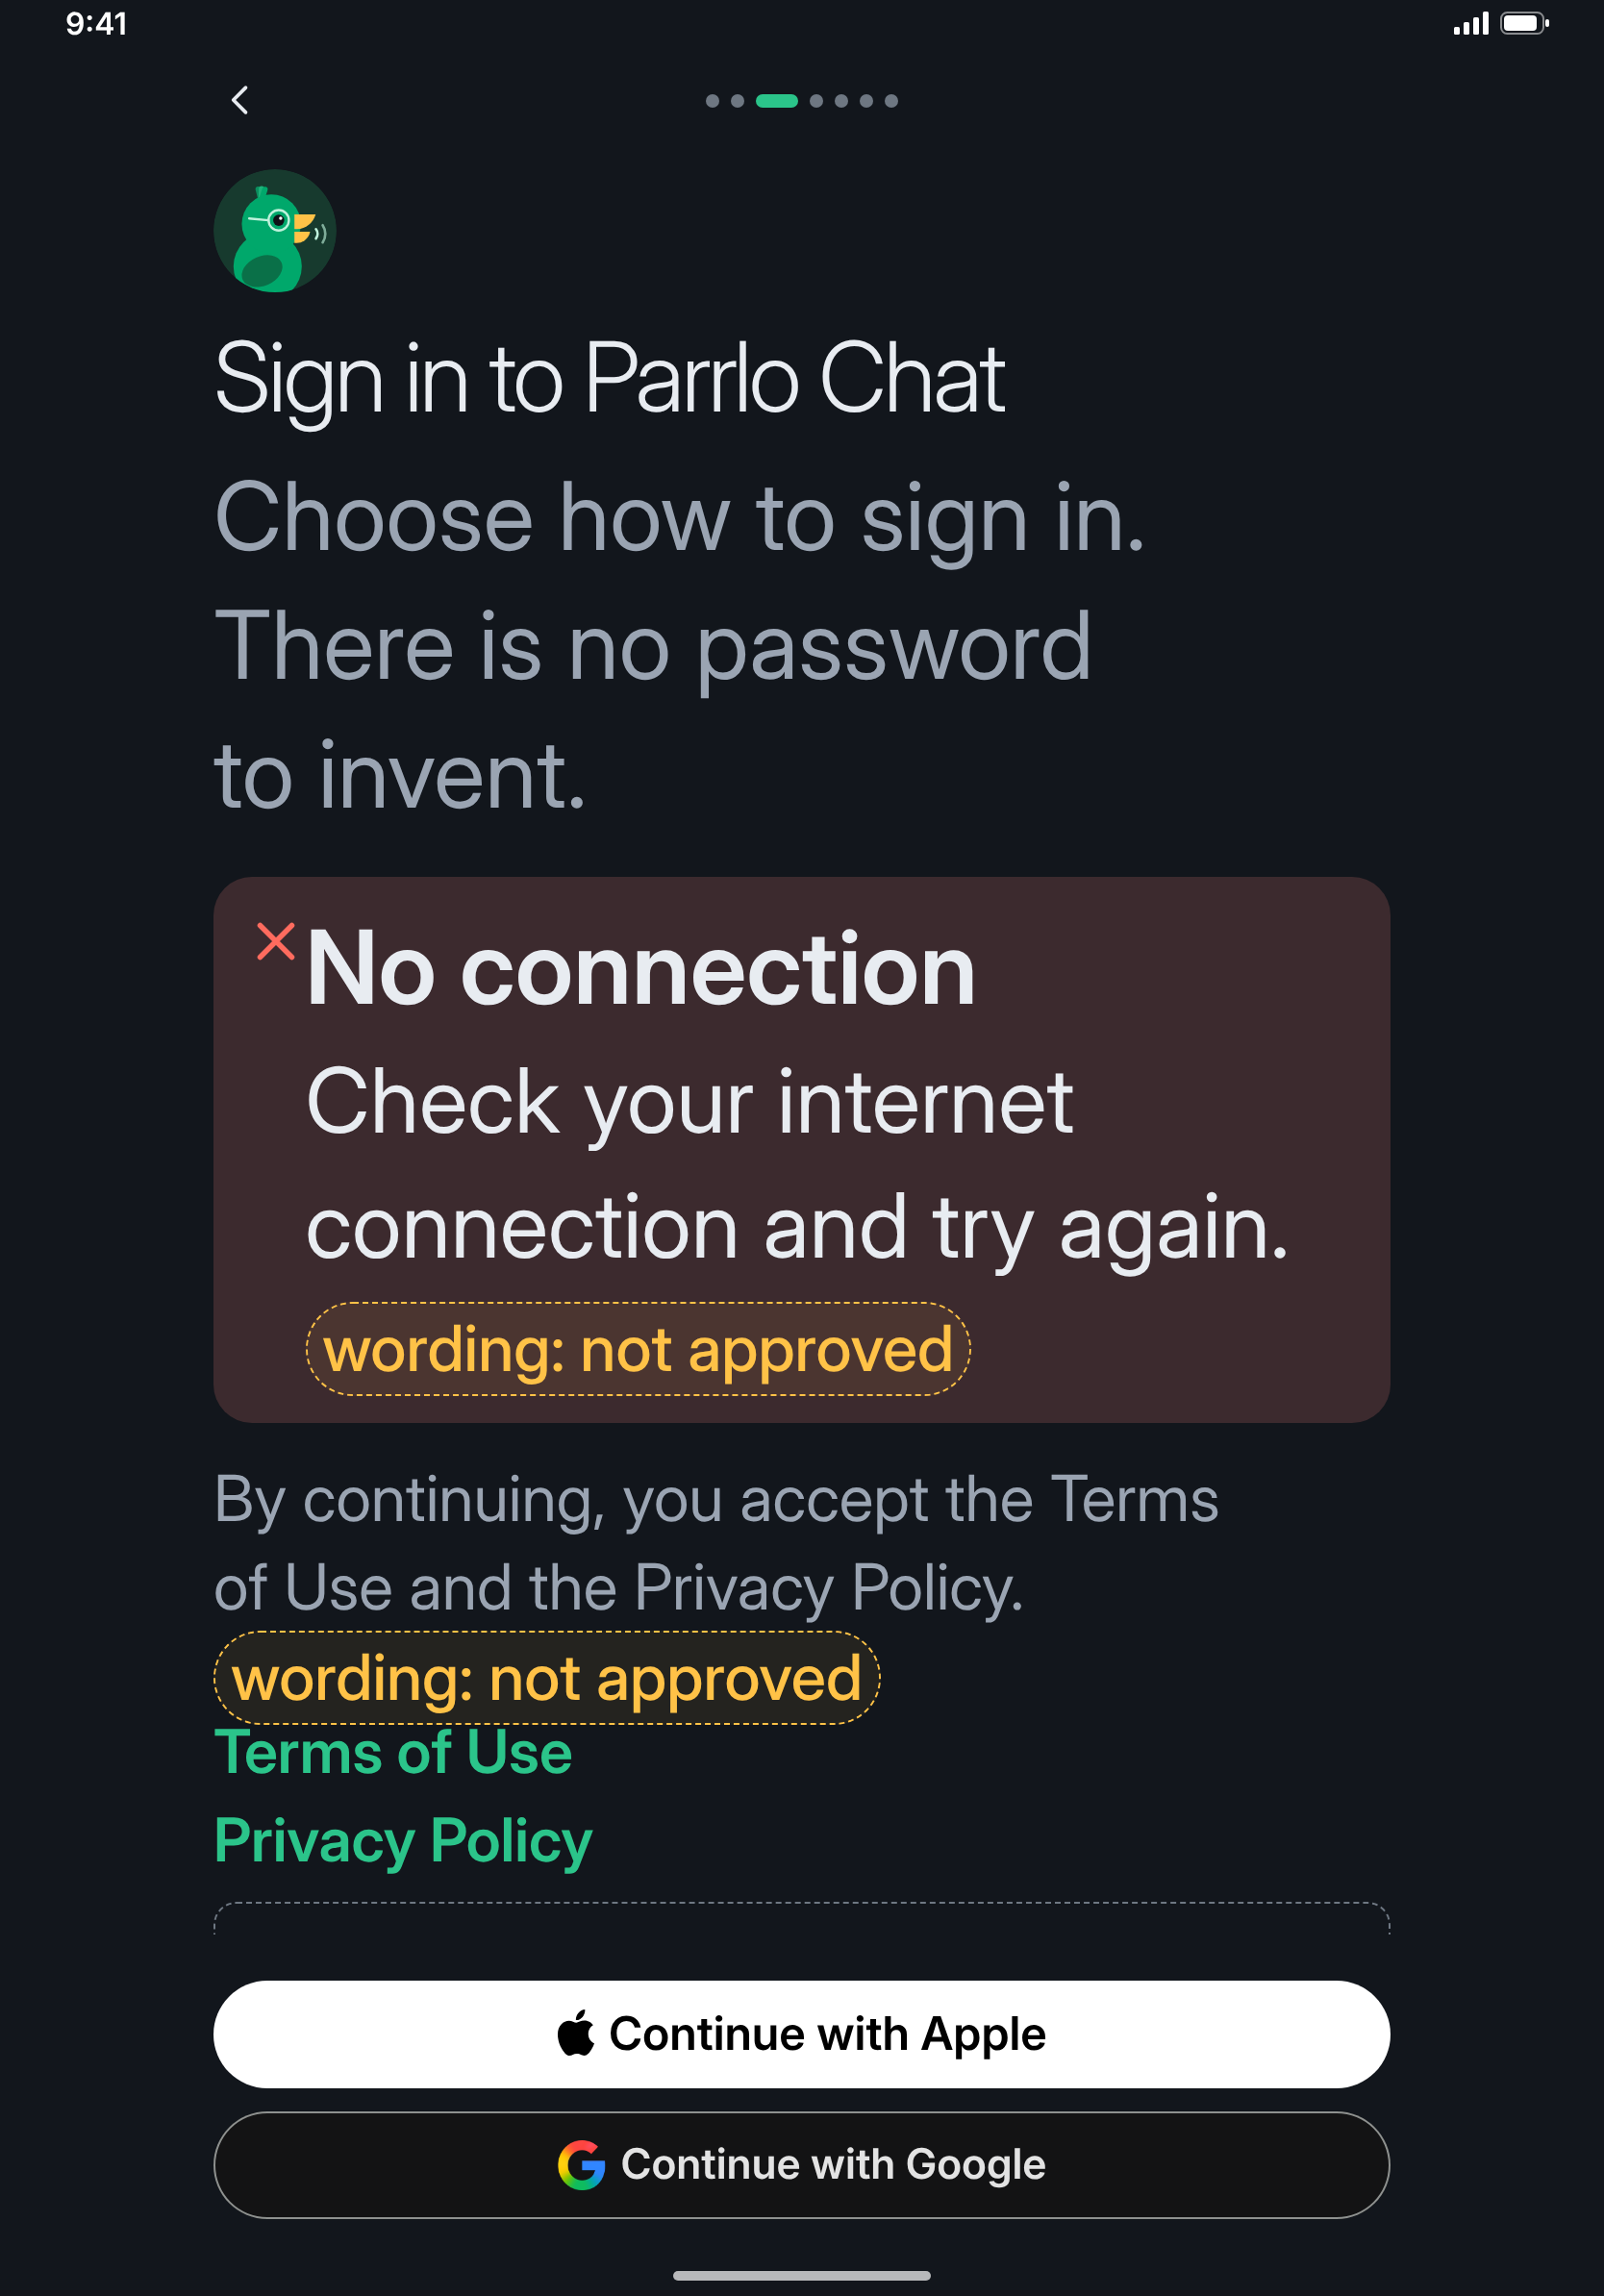 9:41
Sign in to Parrlo Chat
Choose how to sign in.
There is no password
to invent.
No connection
Check your internet
connection and try again.
wording: not approved
By continuing, you accept the Terms
of Use and the Privacy Policy.
wording: not approved
Terms of Use
Privacy Policy
Continue with Apple
Continue with Google